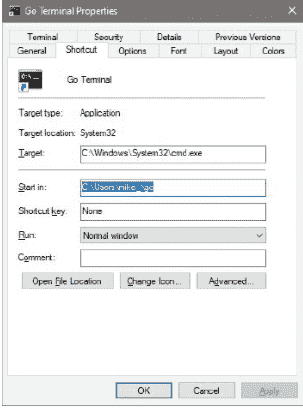 Go Terminal Properties
Terminal Security Details Previous Versions
General Shortcut Options Font Layout Colors
Go Terminal
Target type: Application
Target location: System32
Target: C:\Windows\System32\cmd.exe
Start in:
Shortcut key: None
Run: Normal window
Comment:
Open File Location Change Icon... Advanced...
OK Cancel Apply